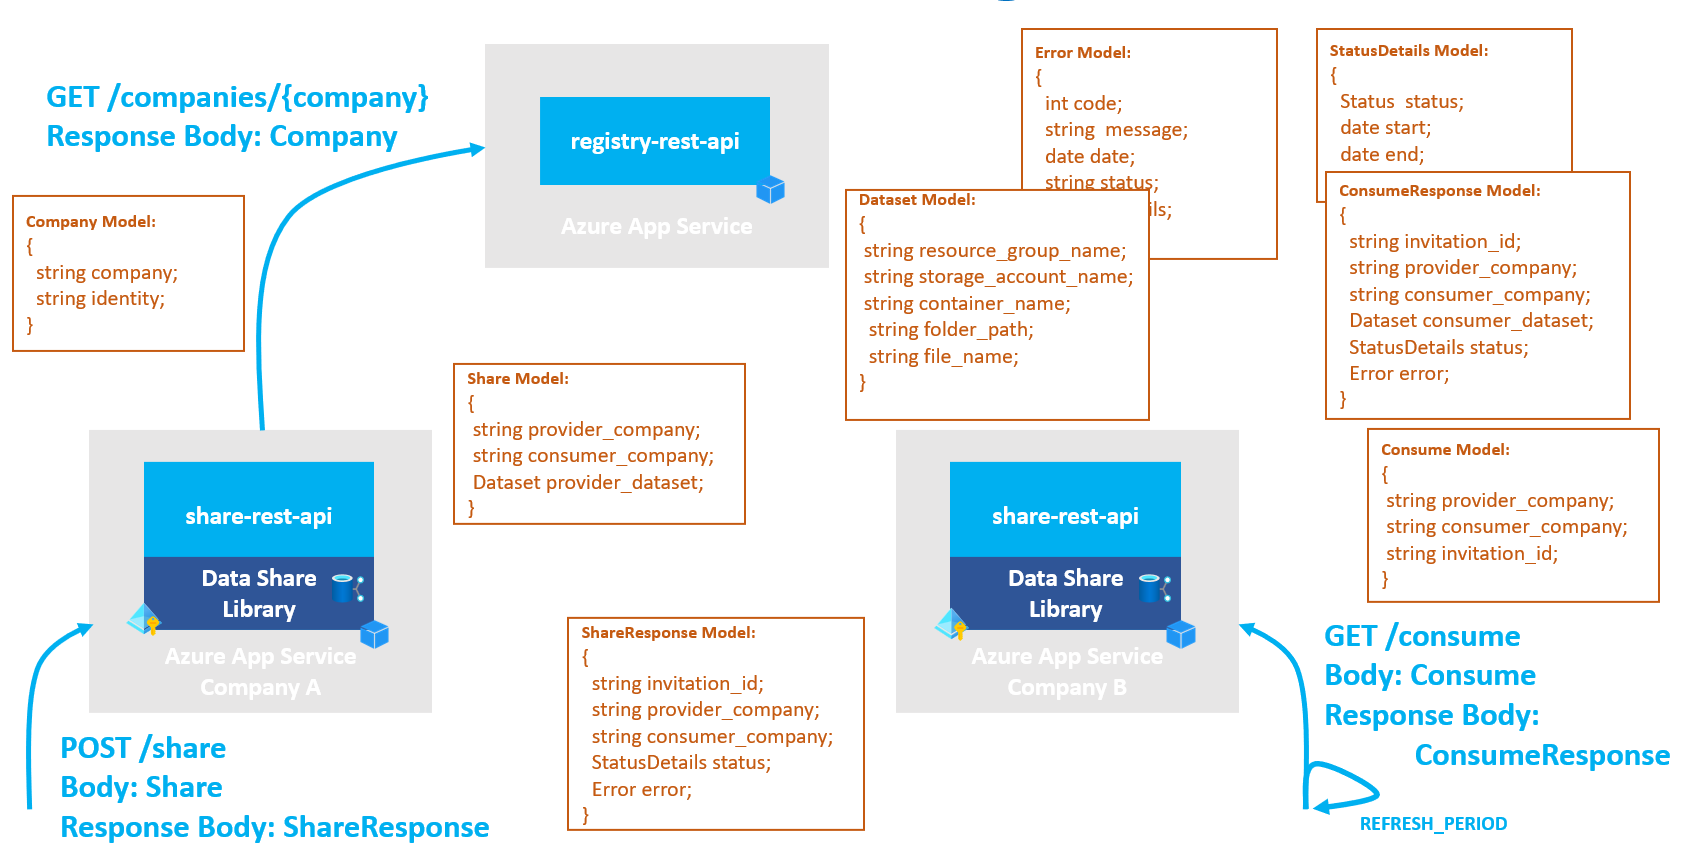 GET /companies/{company}
Response Body: Company
registry-rest-api
Azure App Service
Company Model:
{
string company;
string identity;
}
Error Model:
{
int code;
string  message;
date date;
string status;
ils;
StatusDetails Model:
{
Status  status;
date start;
date end;
Dataset Model:
{
string resource_group_name;
string storage_account_name;
string container_name;
string folder_path;
string file_name;
}
ConsumeResponse Model:
{
string invitation_id;
string provider_company;
string consumer_company;
Dataset consumer_dataset;
StatusDetails status;
Error error;
}
Share Model:
{
string provider_company;
string consumer_company;
Dataset provider_dataset;
}
Consume Model:
{
string provider_company;
string consumer_company;
string invitation_id;
}
share-rest-api
Data Share
Library
Azure App Service
Company A
share-rest-api
Data Share
Library
Azure App Service
Company B
ShareResponse Model:
{
string invitation_id;
string provider_company;
string consumer_company;
StatusDetails status;
Error error;
}
POST /share
Body: Share
Response Body: ShareResponse
GET /consume
Body: Consume
Response Body:
ConsumeResponse
REFRESH_PERIOD